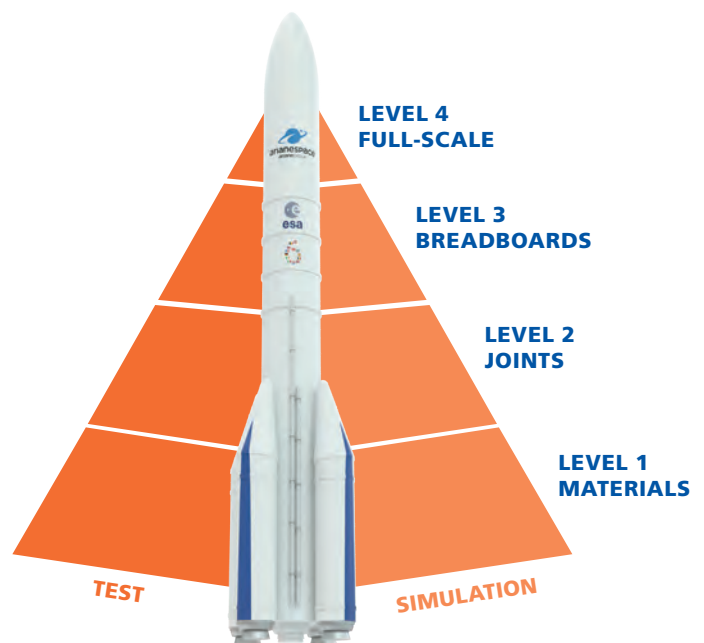 LEVEL 4
FULL-SCALE
arianespace
esa
LEVEL 3
BREADBOARDS
6
LEVEL 2
JOINTS
LEVEL 1
MATERIALS
TEST
SIMULATION